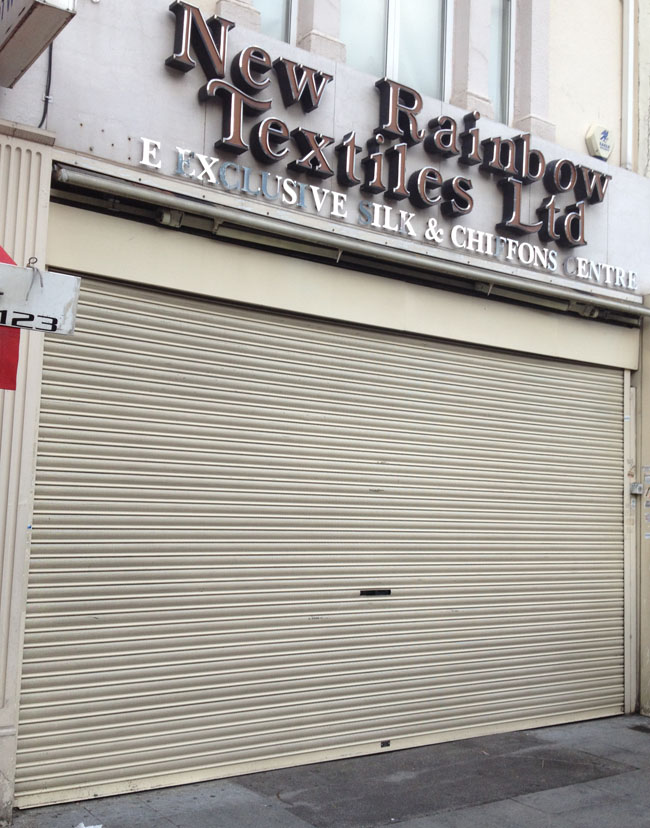 New Rainbow
Textiles Ltd
E EXCLUSIVE SILK & CHIFFONS CENTRE
123